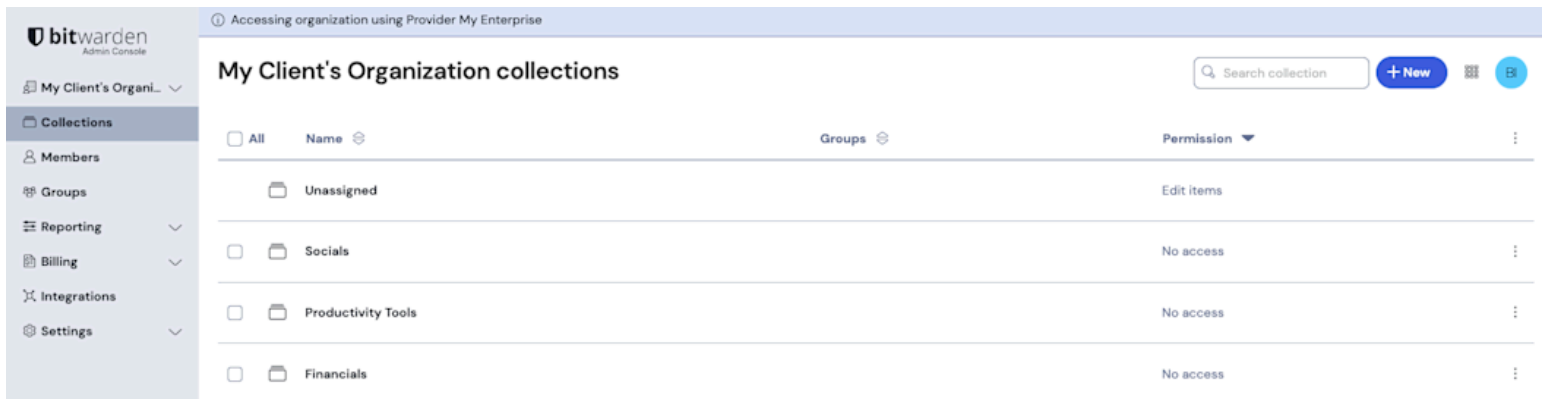 bitwarden
Admin Console
My Client's Organi...
Collections
Members
Groups
Reporting
Billing
Integrations
Settings
Accessing organization using Provider My Enterprise
My Client's Organization collections
Search collection
+ New
BI
All Name Groups Permission
Unassigned Edit items
Socials No access
Productivity Tools No access
Financials No access